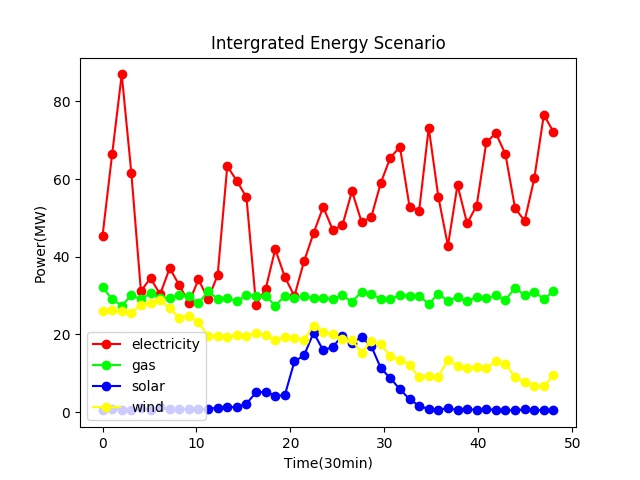 Intergrated Energy Scenario
Power(MW)
80
60
40
20
0
electricity
gas
solar
wind
0 10 20 30 40 50
Time(30min)